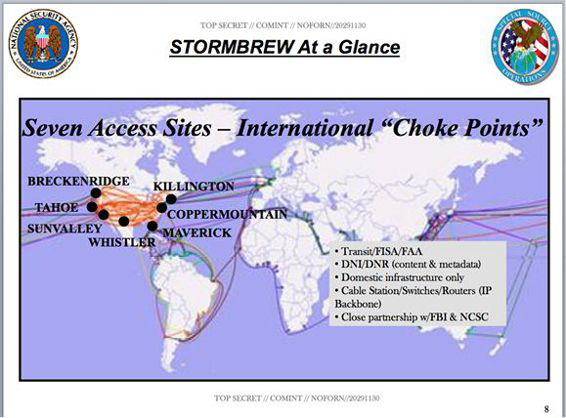 TOP SECRET // COMINT // NOFORN//20291130
NATIONAL SECURITY AGENCY
UNITED STATES OF AMERICA
STORMBREW At a Glance
SPECIAL SOURCE
OPERATIONS
Seven Access Sites – International “Choke Points”
BRECKENRIDGE
KILLINGTON
TAHOE
COPPERMOUNTAIN
SUNVALLEY
MAVERICK
WHISTLER
• Transit/FISA/FAA
• DNI/DNR (content & metadata)
• Domestic infrastructure only
• Cable Station/Switches/Routers (IP
Backbone)
• Close partnership w/FBI & NCSC
TOP SECRET // COMINT // NOFORN//20291130
8